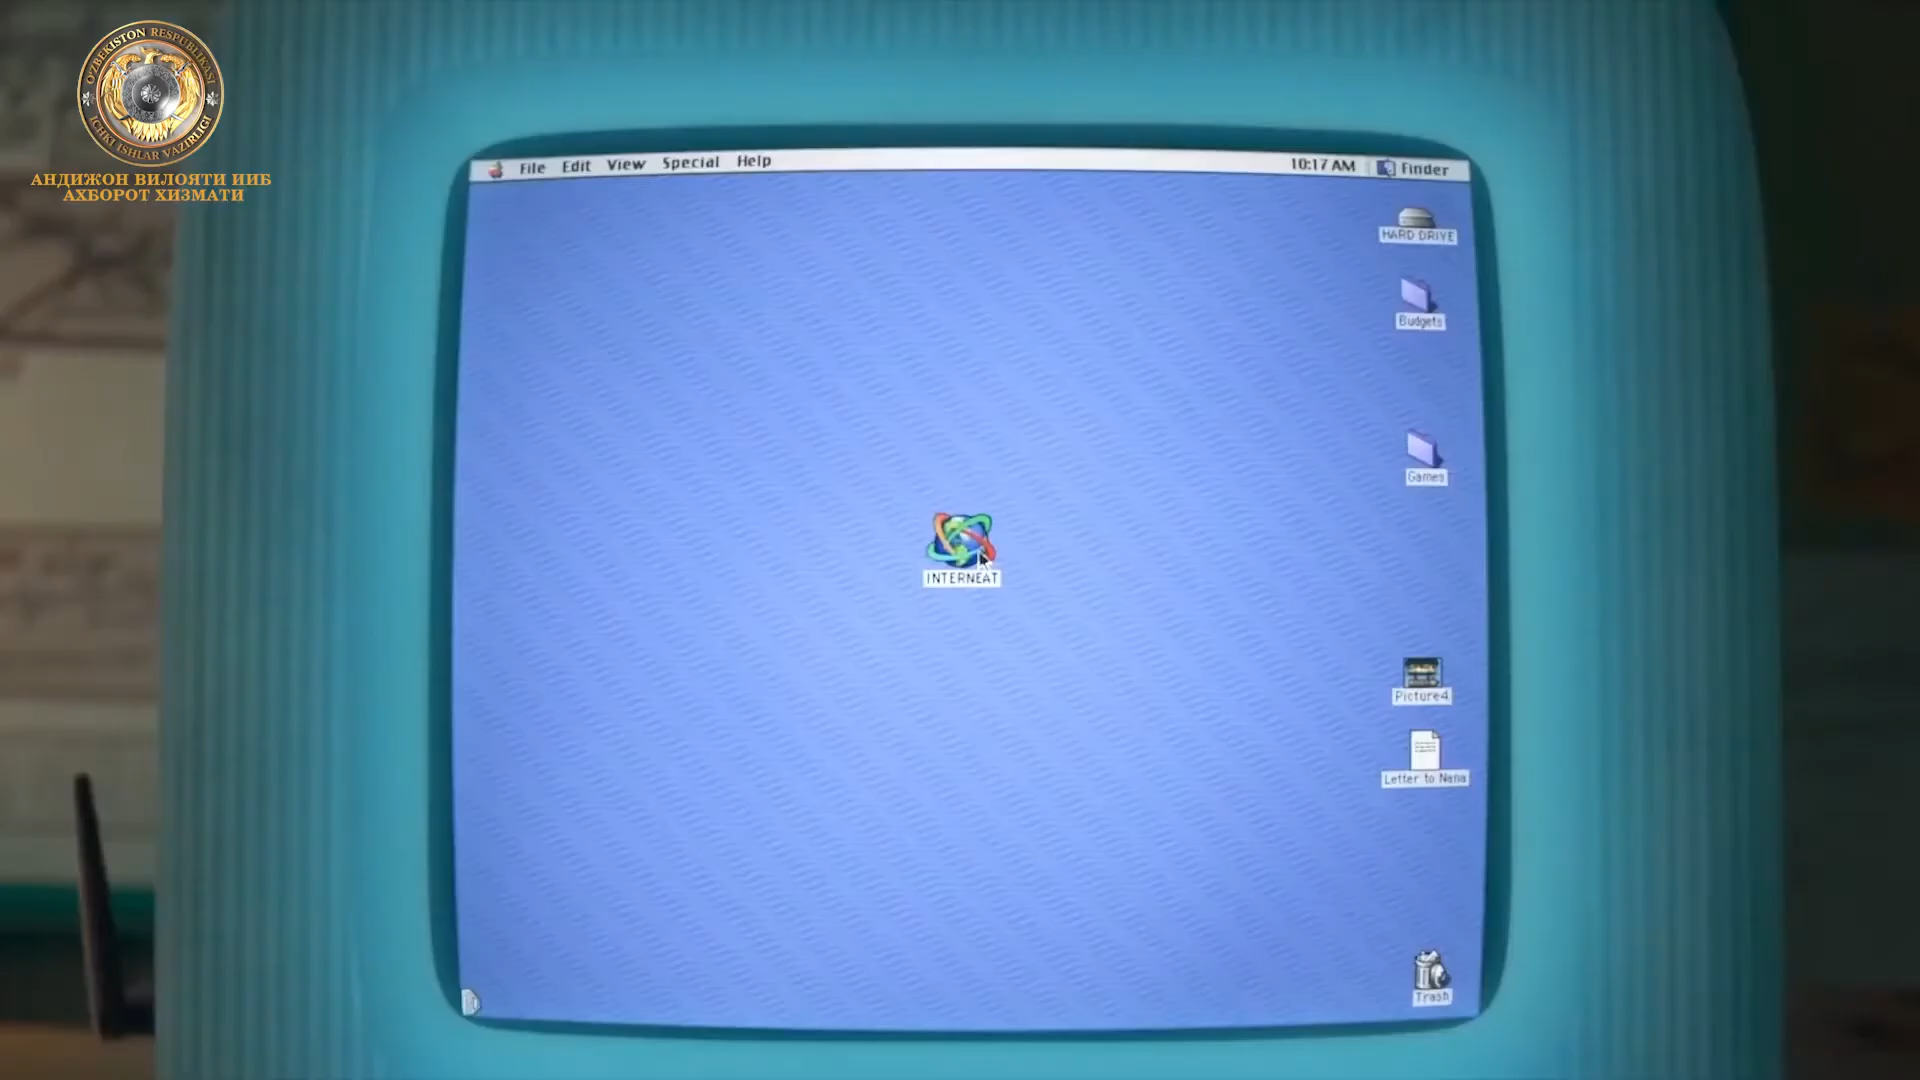 O'ZBEKISTON RESPUBLIKASI
ICHKI ISHLAR VAZIRLIGI
АНДИЖОН ВИЛОЯТИ ИИБ
АХБОРОТ ХИЗМАТИ
File Edit View Special Help 10:17 AM Finder
HARD DRIVE
Budgets
Games
INTERNEAT
Picture4
Letter to Nana
Trash